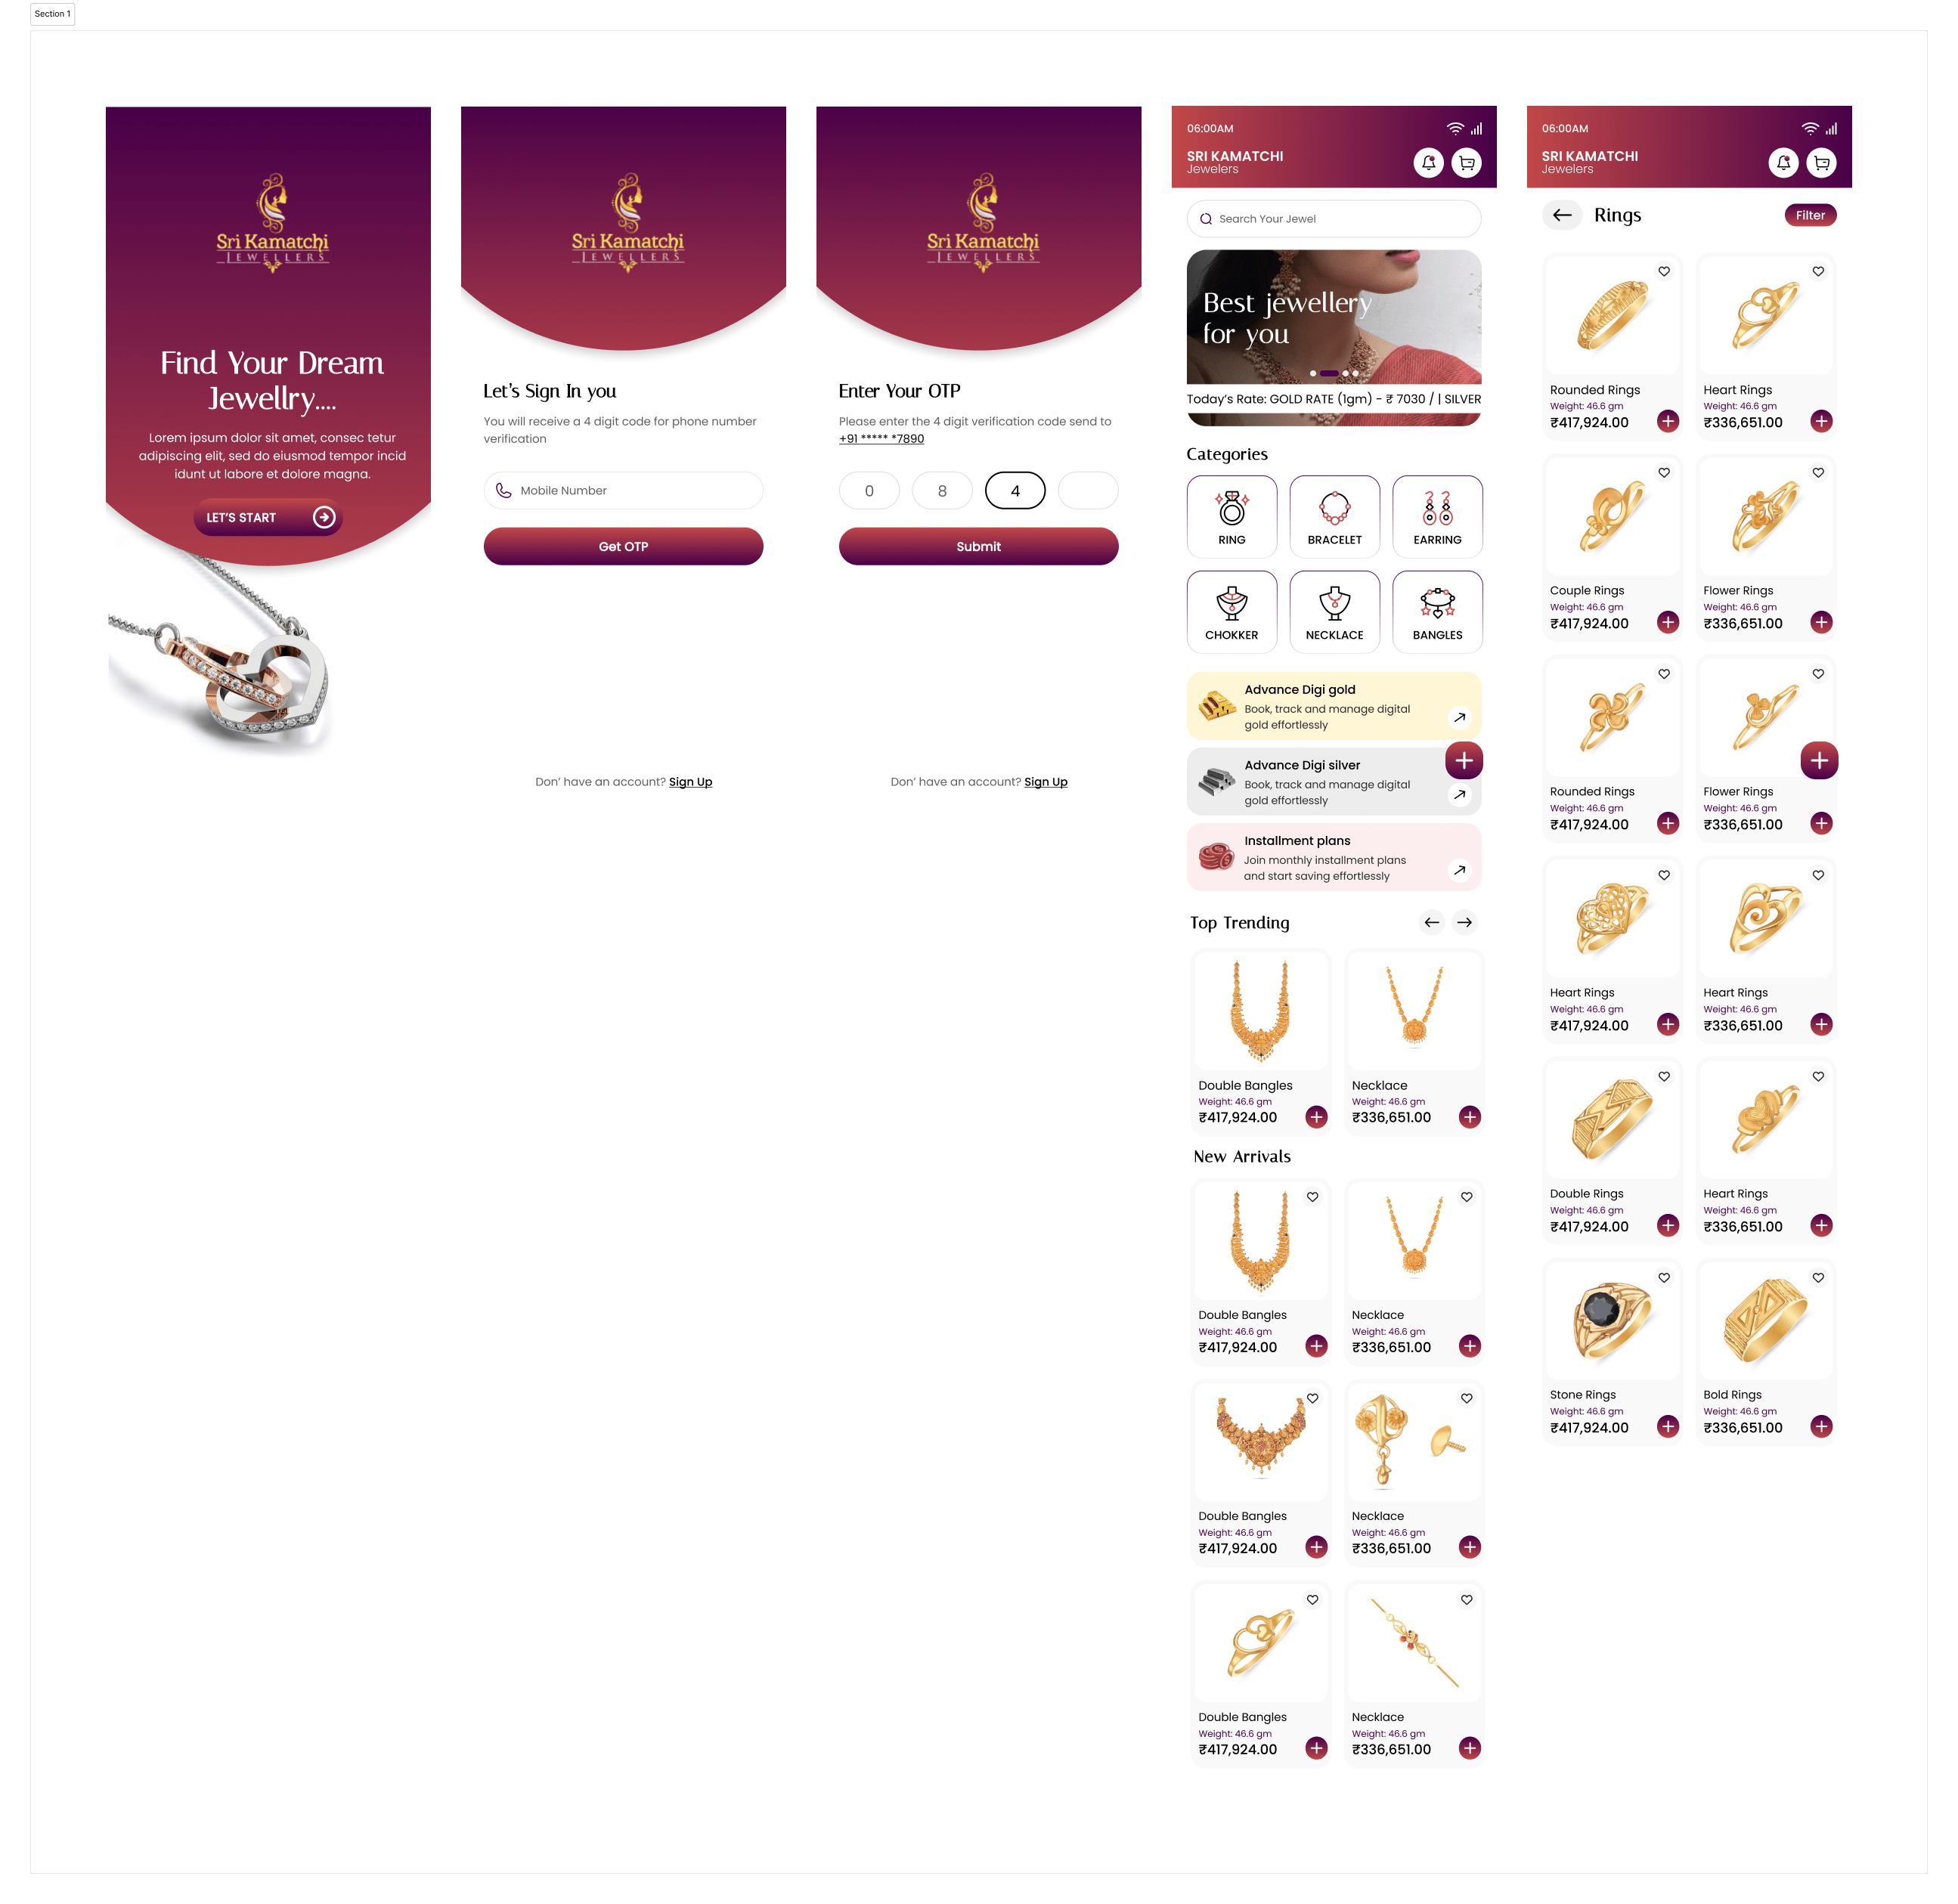 Section 1
Sri Kamatchi
JEWELLERS
Find Your Dream
Jewellry....
Lorem ipsum dolor sit amet, consec tetur
adipiscing elit, sed do eiusmod tempor incid
idunt ut labore et dolore magna.
LET'S START
Sri Kamatchi
JEWELLERS
Let's Sign In you
You will receive a 4 digit code for phone number
verification
Mobile Number
Get OTP
Don' have an account? Sign Up
Sri Kamatchi
JEWELLERS
Enter Your OTP
Please enter the 4 digit verification code send to
+91 ***** *7890
0 8 4
Submit
Don' have an account? Sign Up
06:00AM
SRI KAMATCHI
Jewelers
Search Your Jewel
Best jewellery
for you
Today's Rate: GOLD RATE (1gm) - ₹ 7030 / | SILVER
Categories
RING BRACELET EARRING
CHOKKER NECKLACE BANGLES
Advance Digi gold
Book, track and manage digital
gold effortlessly
Advance Digi silver
Book, track and manage digital
gold effortlessly
Installment plans
Join monthly installment plans
and start saving effortlessly
Top Trending
Double Bangles Necklace
Weight: 46.6 gm Weight: 46.6 gm
₹417,924.00 ₹336,651.00
New Arrivals
Double Bangles Necklace
Weight: 46.6 gm Weight: 46.6 gm
₹417,924.00 ₹336,651.00
Double Bangles Necklace
Weight: 46.6 gm Weight: 46.6 gm
₹417,924.00 ₹336,651.00
Double Bangles Necklace
Weight: 46.6 gm Weight: 46.6 gm
₹417,924.00 ₹336,651.00
06:00AM
SRI KAMATCHI
Jewelers
Rings Filter
Rounded Rings Heart Rings
Weight: 46.6 gm Weight: 46.6 gm
₹417,924.00 ₹336,651.00
Couple Rings Flower Rings
Weight: 46.6 gm Weight: 46.6 gm
₹417,924.00 ₹336,651.00
Rounded Rings Flower Rings
Weight: 46.6 gm Weight: 46.6 gm
₹417,924.00 ₹336,651.00
Heart Rings Heart Rings
Weight: 46.6 gm Weight: 46.6 gm
₹417,924.00 ₹336,651.00
Double Rings Heart Rings
Weight: 46.6 gm Weight: 46.6 gm
₹417,924.00 ₹336,651.00
Stone Rings Bold Rings
Weight: 46.6 gm Weight: 46.6 gm
₹417,924.00 ₹336,651.00